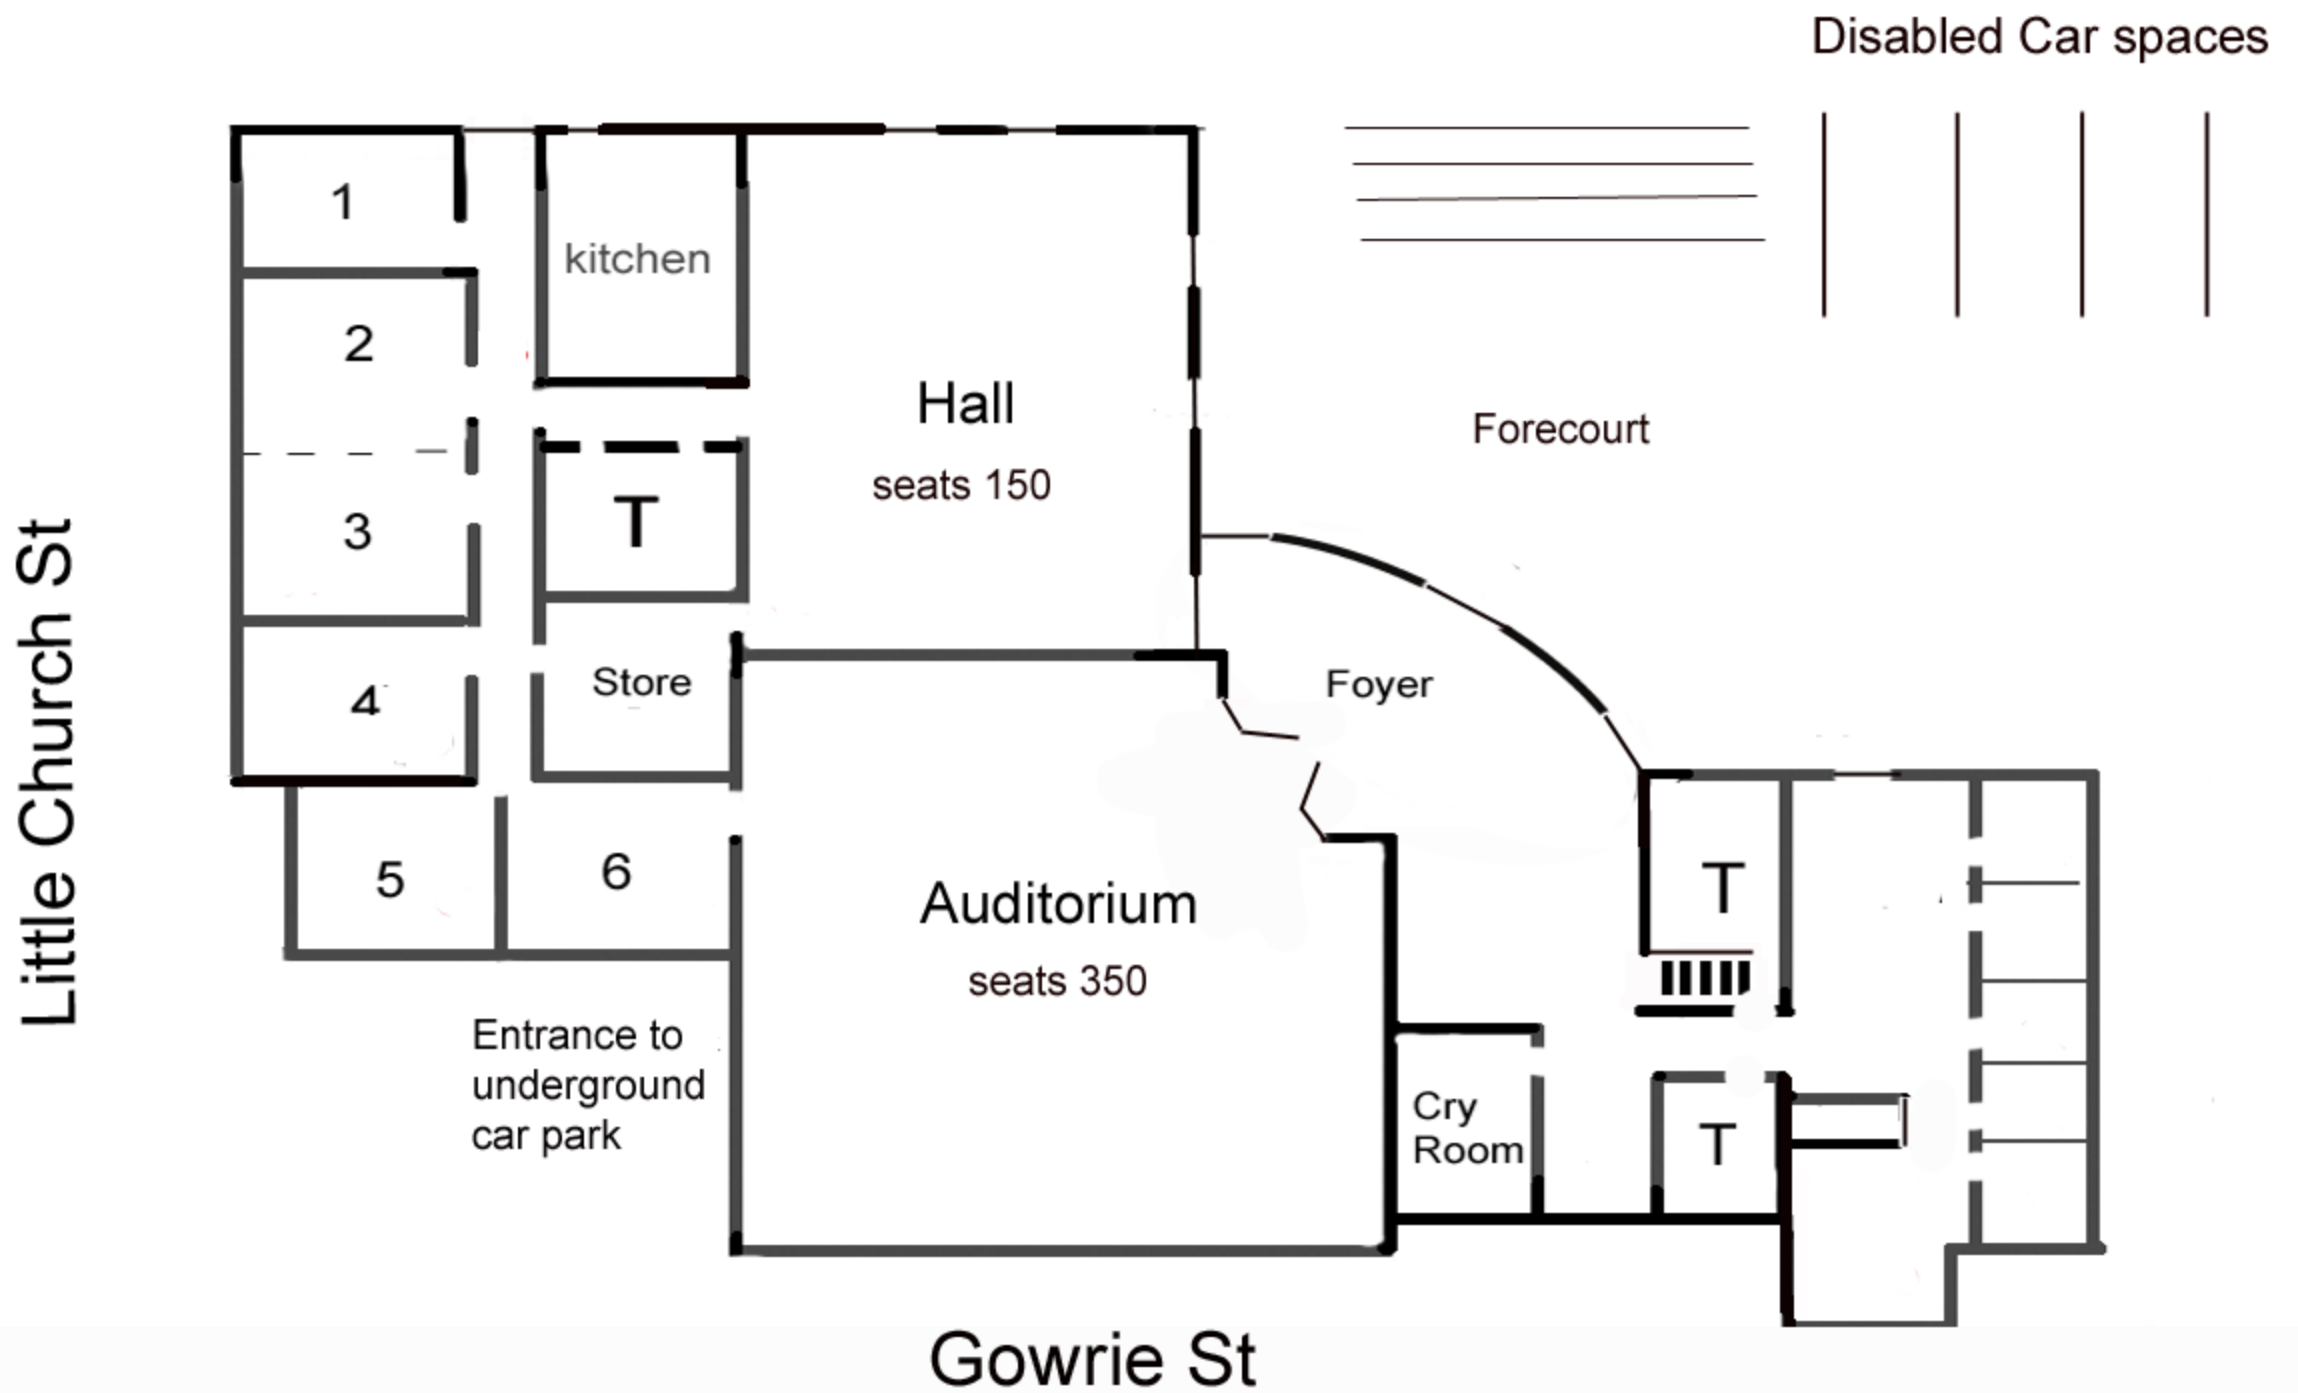 Disabled Car spaces
1
kitchen
2
Hall
Forecourt
seats 150
T
3
Store
Foyer
4
Little Church St
5
6
T
Auditorium
seats 350
Entrance to
underground
car park
Cry
Room
T
Gowrie St